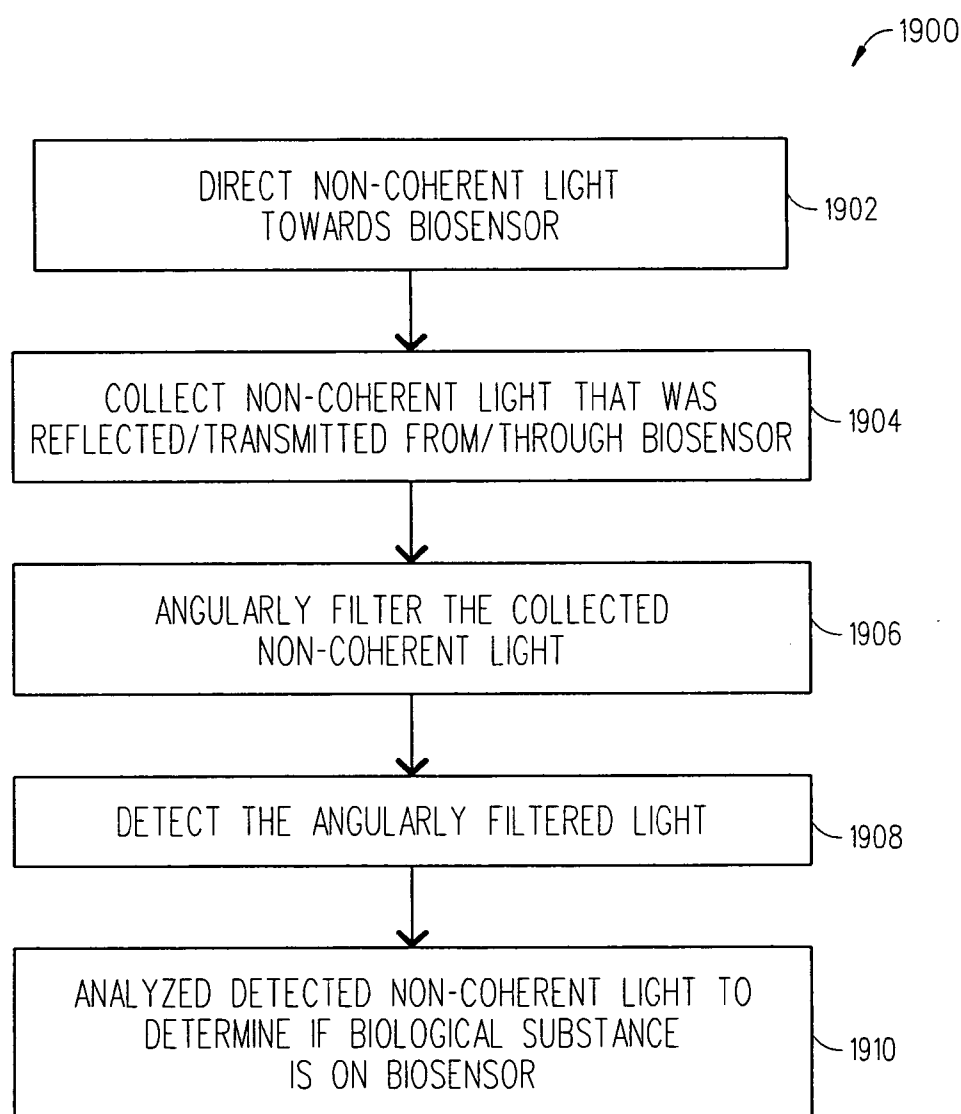 1900
DIRECT NON-COHERENT LIGHT
TOWARDS BIOSENSOR
1902
COLLECT NON-COHERENT LIGHT THAT WAS
REFLECTED/TRANSMITTED FROM/THROUGH BIOSENSOR
1904
ANGULARLY FILTER THE COLLECTED
NON-COHERENT LIGHT
1906
DETECT THE ANGULARLY FILTERED LIGHT
1908
ANALYZED DETECTED NON-COHERENT LIGHT TO
DETERMINE IF BIOLOGICAL SUBSTANCE
IS ON BIOSENSOR
1910